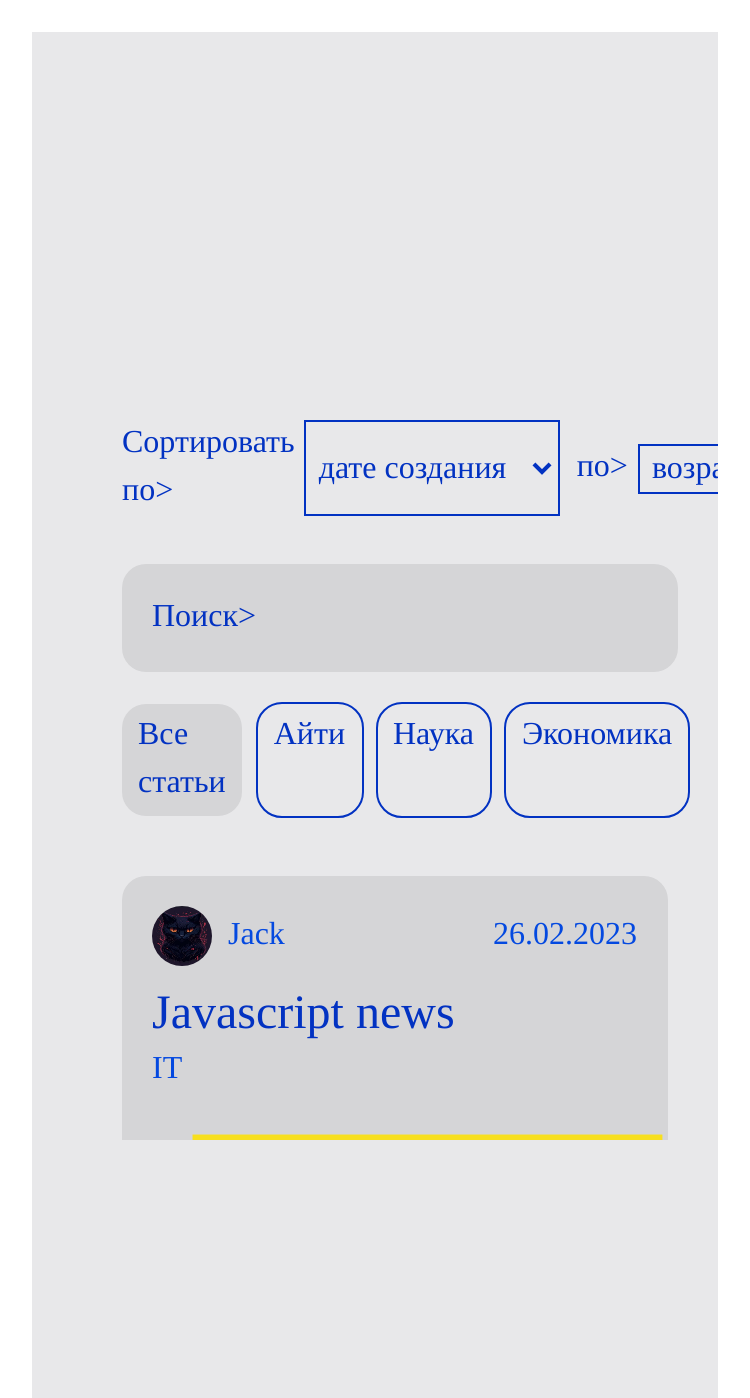 Сортировать
по>
дате создания
по>
возра
Поиск>
Все
статьи
Айти
Наука
Экономика
Jack
26.02.2023
Javascript news
IT